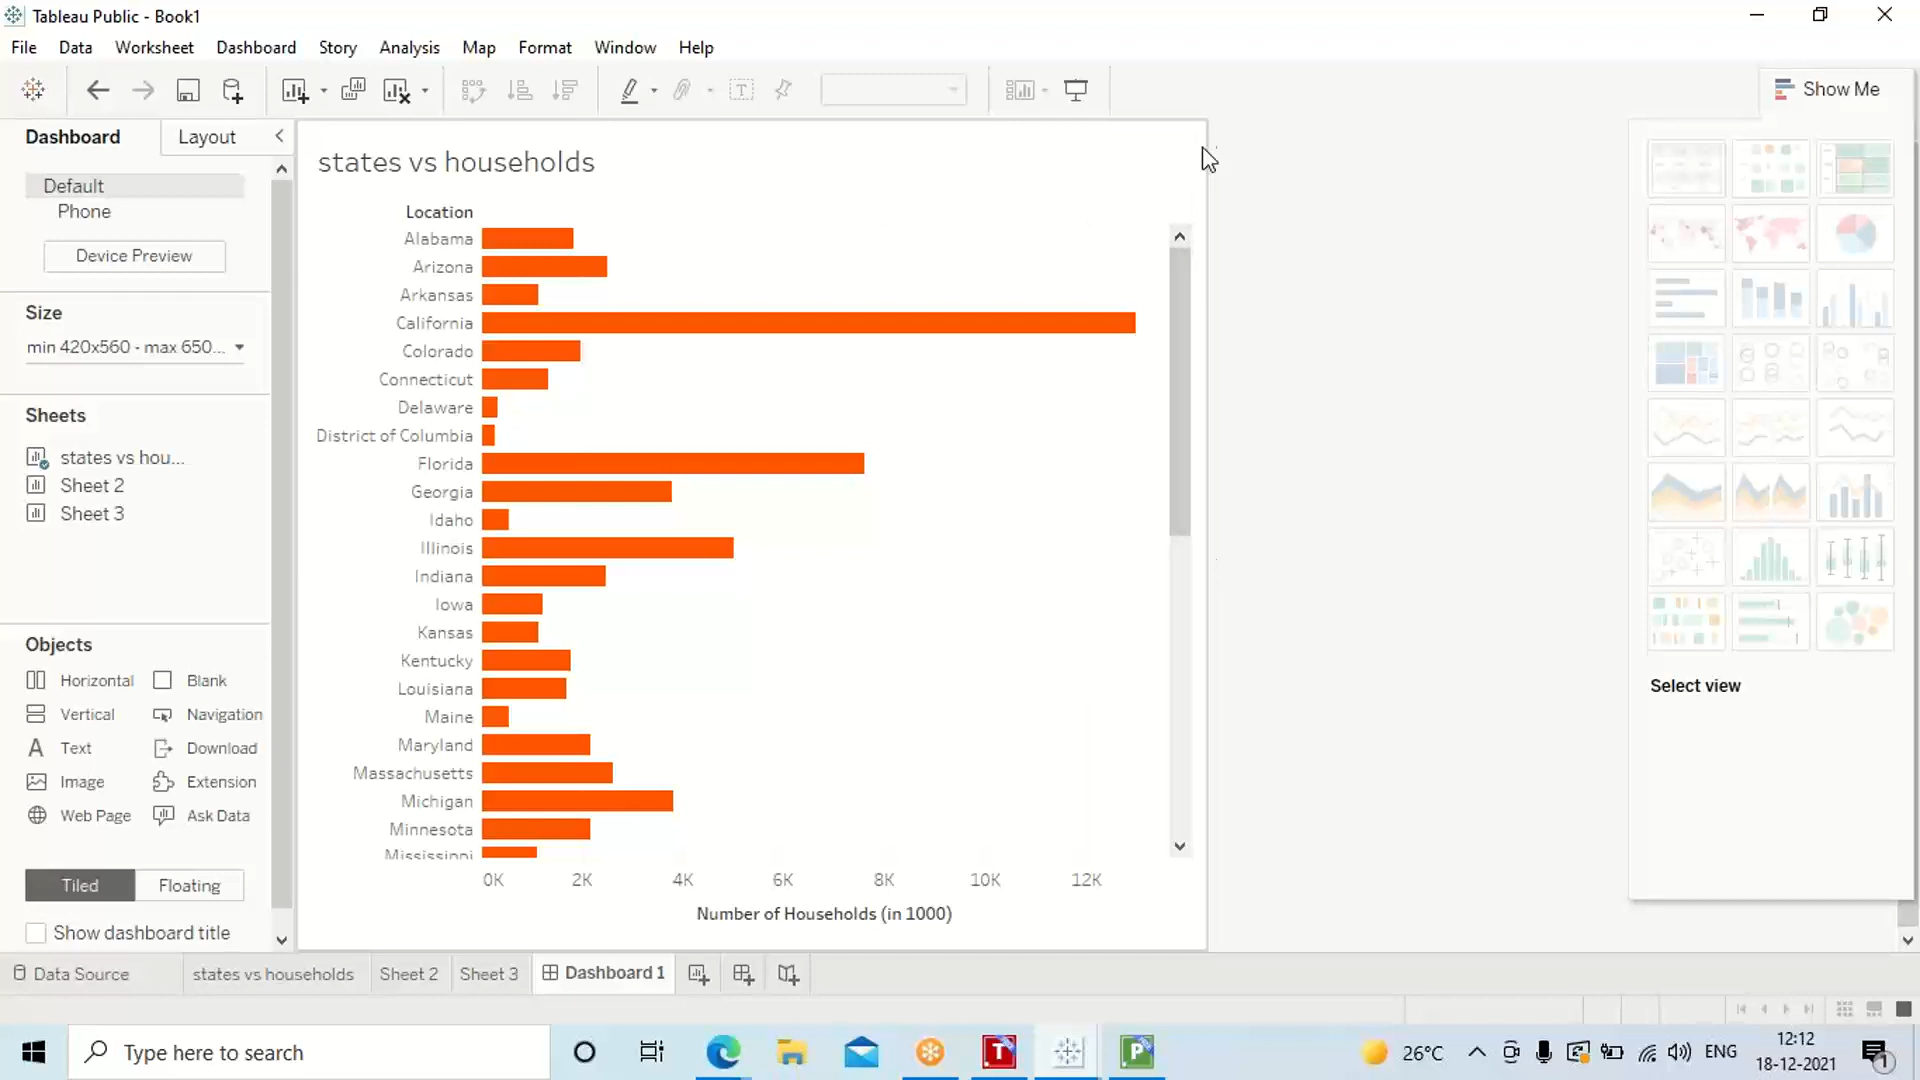 Tableau Public - Book1
File Data Worksheet Dashboard Story Analysis Map Format Window Help
Show Me
Dashboard Layout
Default
Phone
Device Preview
Size
min 420x560 - max 650...
Sheets
states vs hou...
Sheet 2
Sheet 3
Objects
Horizontal Blank
Vertical Navigation
Text Download
Image Extension
Web Page Ask Data
Tiled Floating
Show dashboard title
states vs households
Location
Alabama
Arizona
Arkansas
California
Colorado
Connecticut
Delaware
District of Columbia
Florida
Georgia
Idaho
Illinois
Indiana
Iowa
Kansas
Kentucky
Louisiana
Maine
Maryland
Massachusetts
Michigan
Minnesota
Mississippi
0K 2K 4K 6K 8K 10K 12K
Number of Households (in 1000)
Select view
Data Source states vs households Sheet 2 Sheet 3 Dashboard 1
Type here to search
T
P
26°C
ENG
12:12
18-12-2021
1